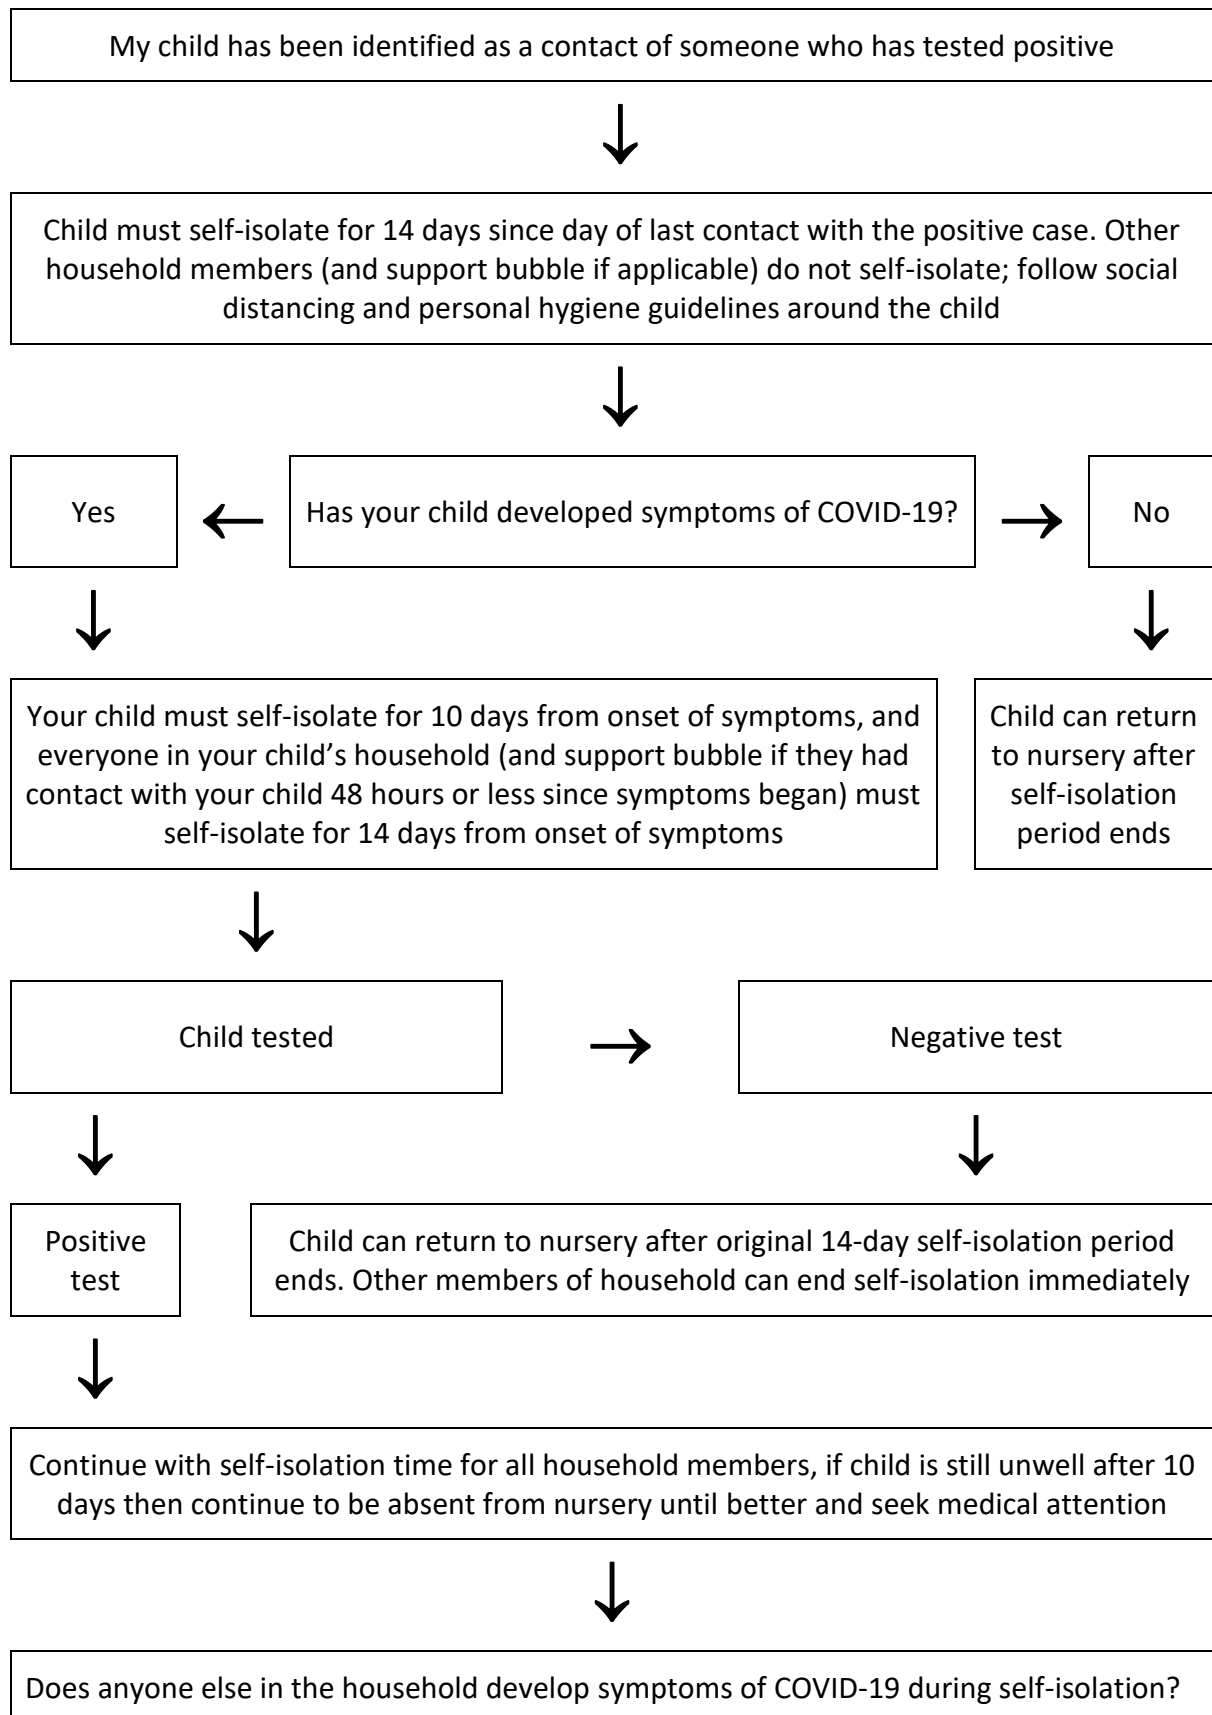 My child has been identified as a contact of someone who has tested positive
Child must self-isolate for 14 days since day of last contact with the positive case. Other
household members (and support bubble if applicable) do not self-isolate; follow social
distancing and personal hygiene guidelines around the child
Yes
Has your child developed symptoms of COVID-19?
No
Your child must self-isolate for 10 days from onset of symptoms, and
everyone in your child’s household (and support bubble if they had
contact with your child 48 hours or less since symptoms began) must
self-isolate for 14 days from onset of symptoms
Child can return
to nursery after
self-isolation
period ends
Child tested
Negative test
Positive
test
Child can return to nursery after original 14-day self-isolation period
ends. Other members of household can end self-isolation immediately
Continue with self-isolation time for all household members, if child is still unwell after 10
days then continue to be absent from nursery until better and seek medical attention
Does anyone else in the household develop symptoms of COVID-19 during self-isolation?